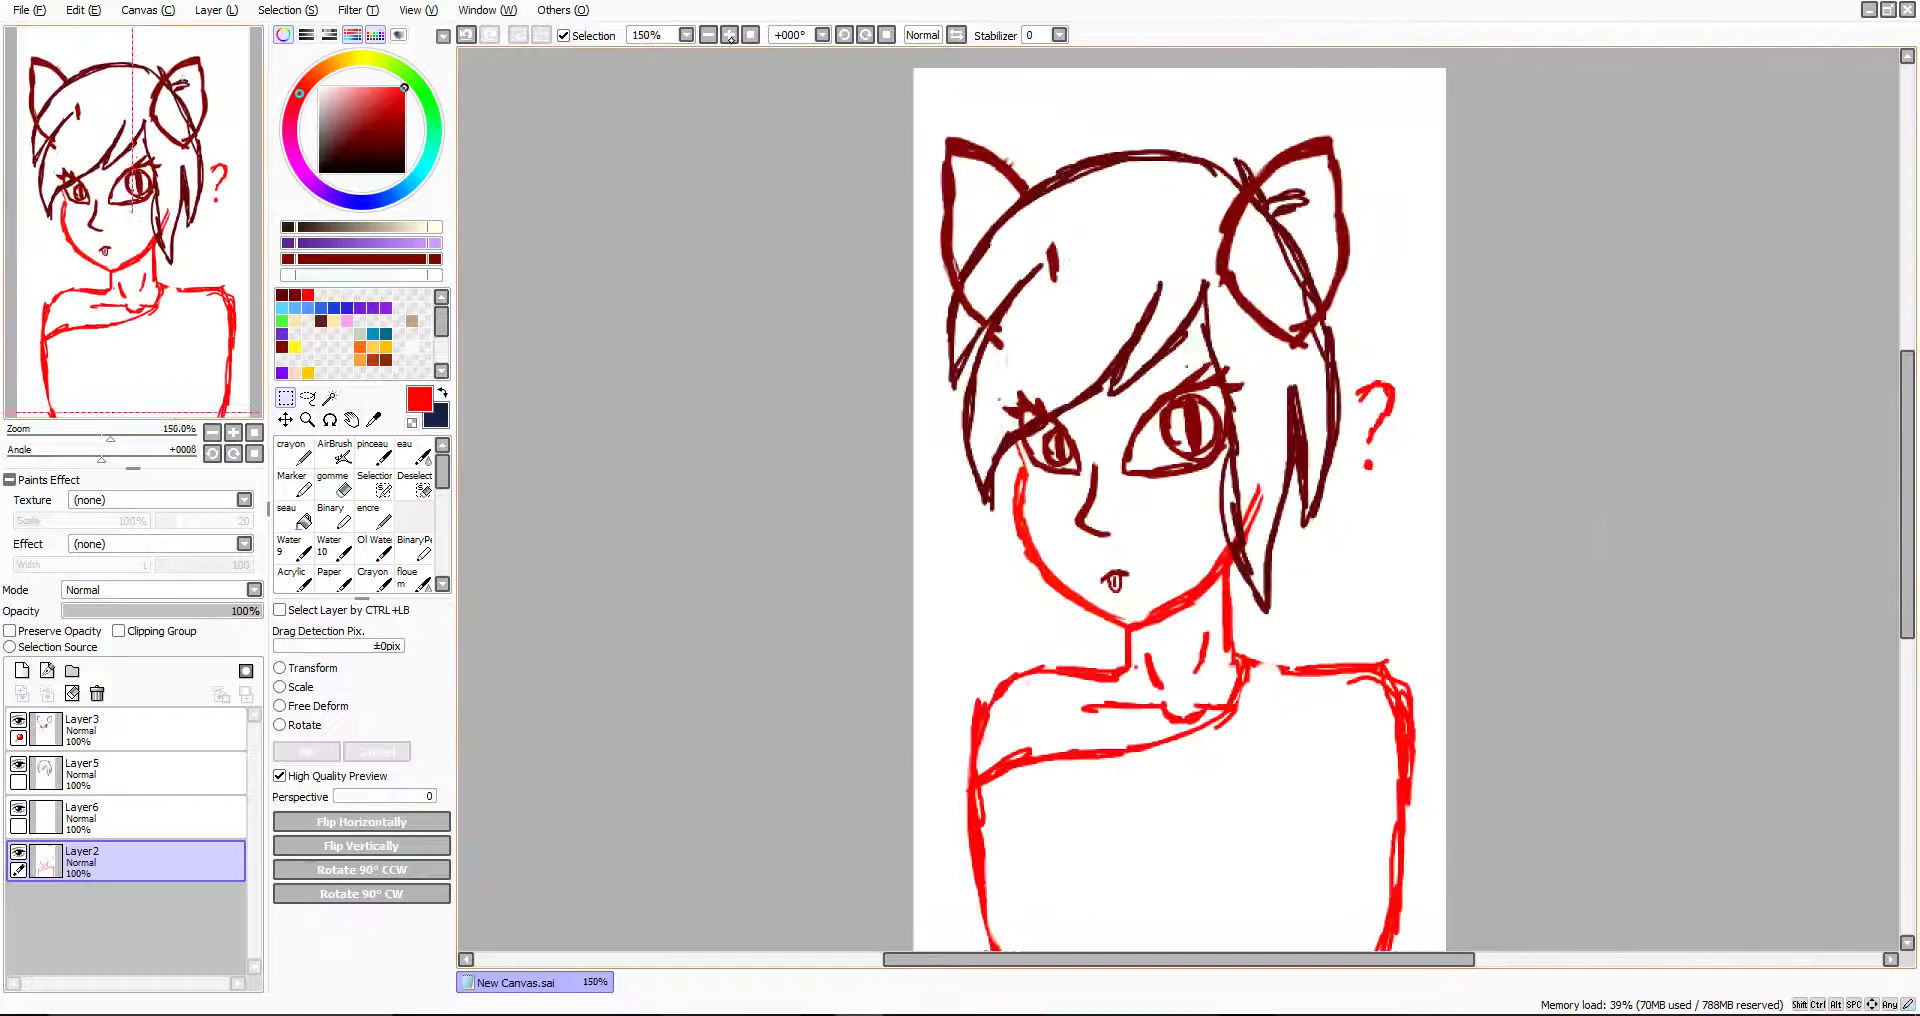 File (F) Edit (E) Canvas (C) Layer (L) Selection (S) Filter (T) View (V) Window (W) Others (O)
Selection 150% +000° Normal Stabilizer 0
Zoom 150.0%
Angle
Paints Effect
Texture (none)
Scale 100% 20
Effect (none)
Width 1 100
Mode Normal
Opacity 100%
Preserve Opacity Clipping Group
Selection Source
Layer3
Normal
100%
Layer5
Normal
100%
Layer6
Normal
100%
Layer2
Normal
100%
crayon AirBrush pinceau eau
Marker gomme Selection Deselect
seau Binary encre
Water 9 Water 10 Ol Wate BinaryPe
Acrylic Paper Crayon floue m
Select Layer by CTRL+LB
Drag Detection Pix.
±0pix
Transform
Scale
Free Deform
Rotate
High Quality Preview
Perspective 0
Flip Horizontally
Flip Vertically
Rotate 90° CCW
Rotate 90° CW
?
New Canvas.sai 150%
Memory load: 39% (70MB used / 788MB reserved) Shift Ctrl Alt SPC Any